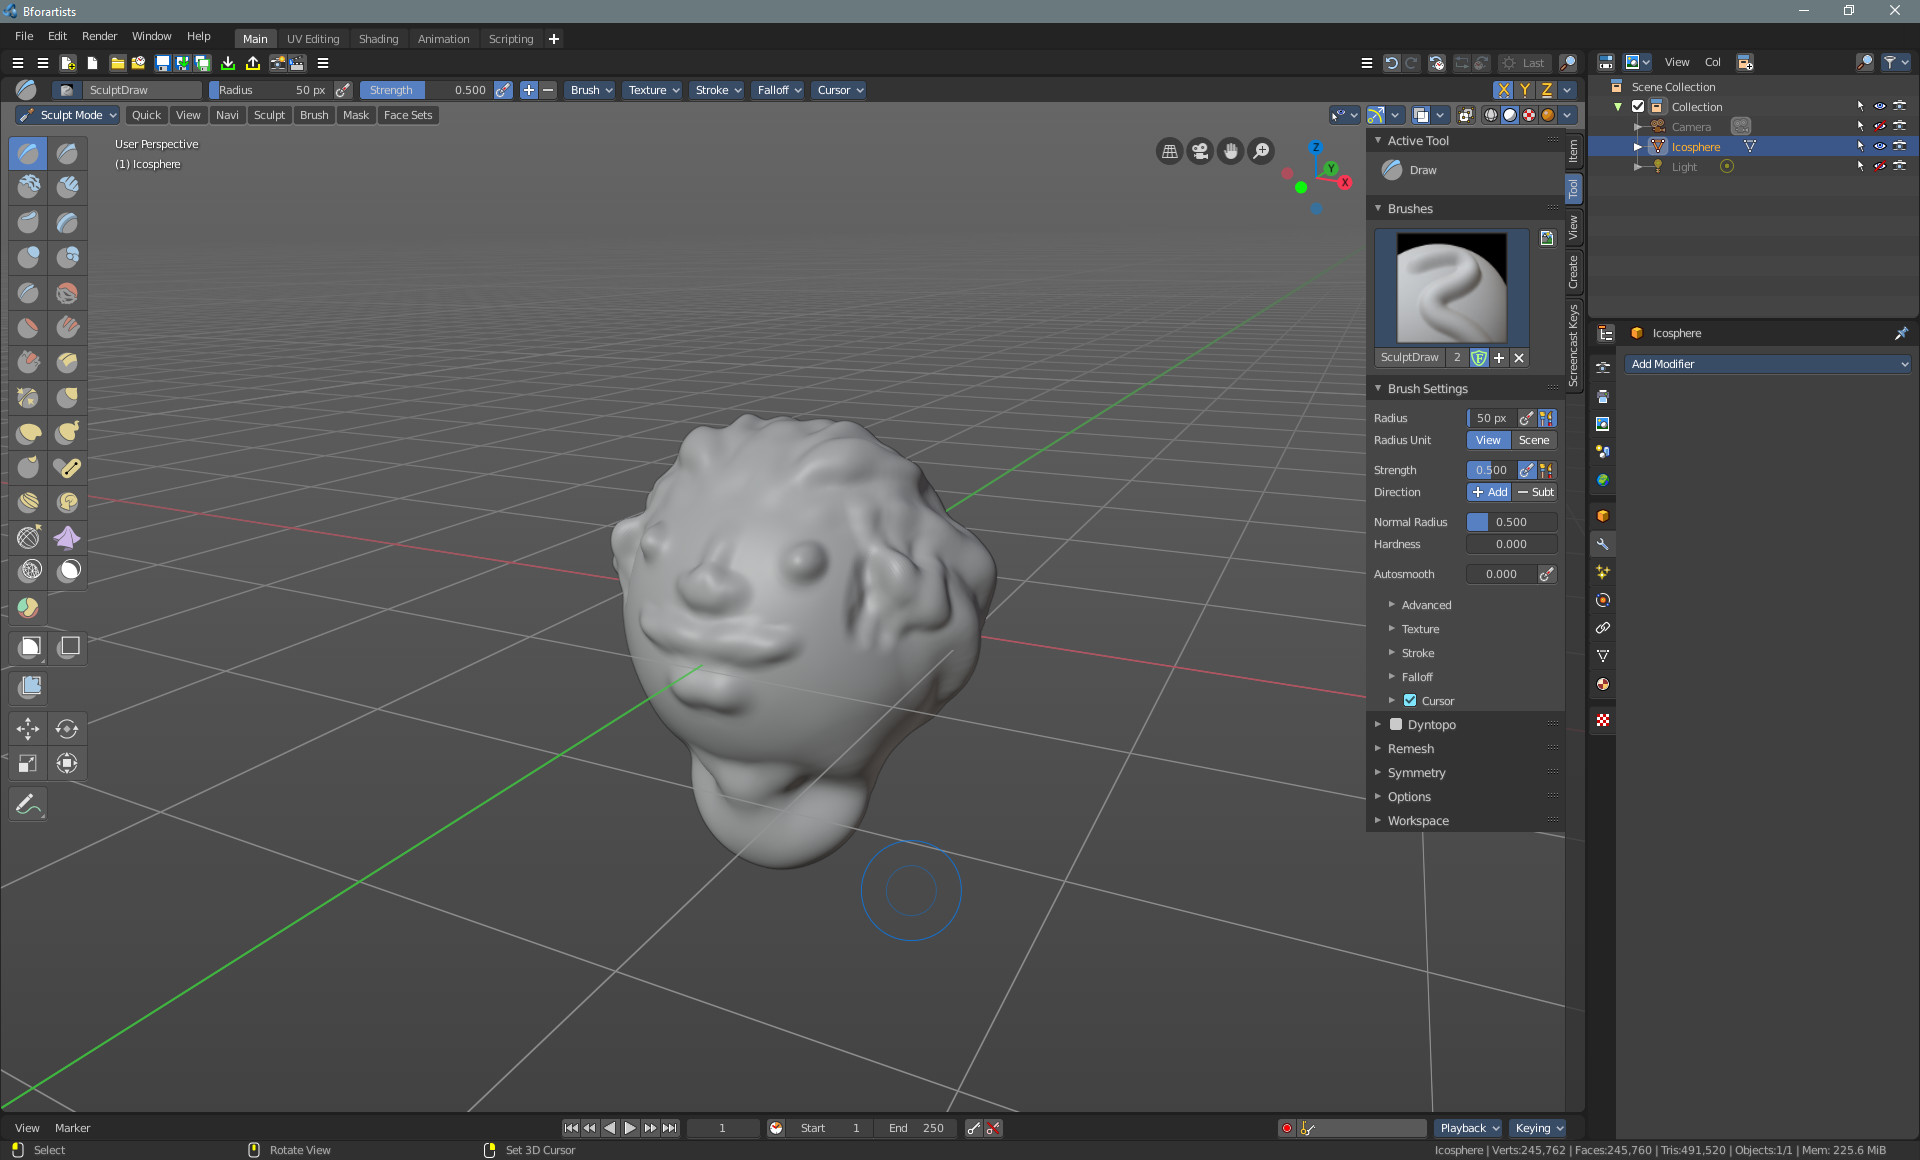 Bforartists
File Edit Render Window Help Main UV Editing Shading Animation Scripting
Last View Col
SculptDraw Radius 50 px Strength 0.500 Brush Texture Stroke Falloff Cursor X Y Z
Sculpt Mode Quick View Navi Sculpt Brush Mask Face Sets
User Perspective
(1) Icosphere
Z
Y
X
Active Tool
Draw
Brushes
SculptDraw 2 F
Brush Settings
Radius 50 px
Radius Unit View Scene
Strength 0.500
Direction Add Subt
Normal Radius 0.500
Hardness 0.000
Autosmooth 0.000
Advanced
Texture
Stroke
Falloff
Cursor
Dyntopo
Remesh
Symmetry
Options
Workspace
Item
Tool
View
Create
Screencast Keys
Scene Collection
Collection
Camera
Icosphere
Light
Icosphere
Add Modifier
View Marker 1 Start 1 End 250 Playback Keying
Select Rotate View Set 3D Cursor Icosphere | Verts:245,762 | Faces:245,760 | Tris:491,520 | Objects:1/1 | Mem: 225.6 MiB